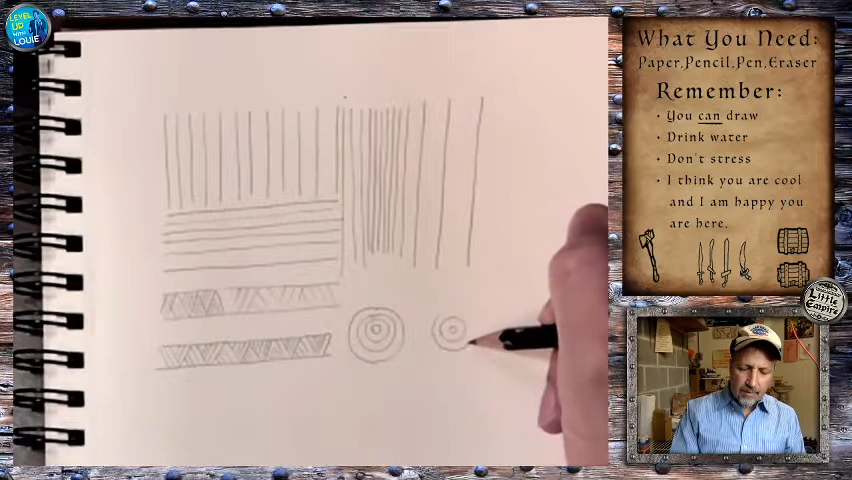 LEVEL
UP
WITH
LOUIE
What You Need:
Paper,Pencil,Pen,Eraser
Remember:
• You can draw
• Drink water
• Don't stress
• I think you are cool
and I am happy you
are here.
Little
Empire